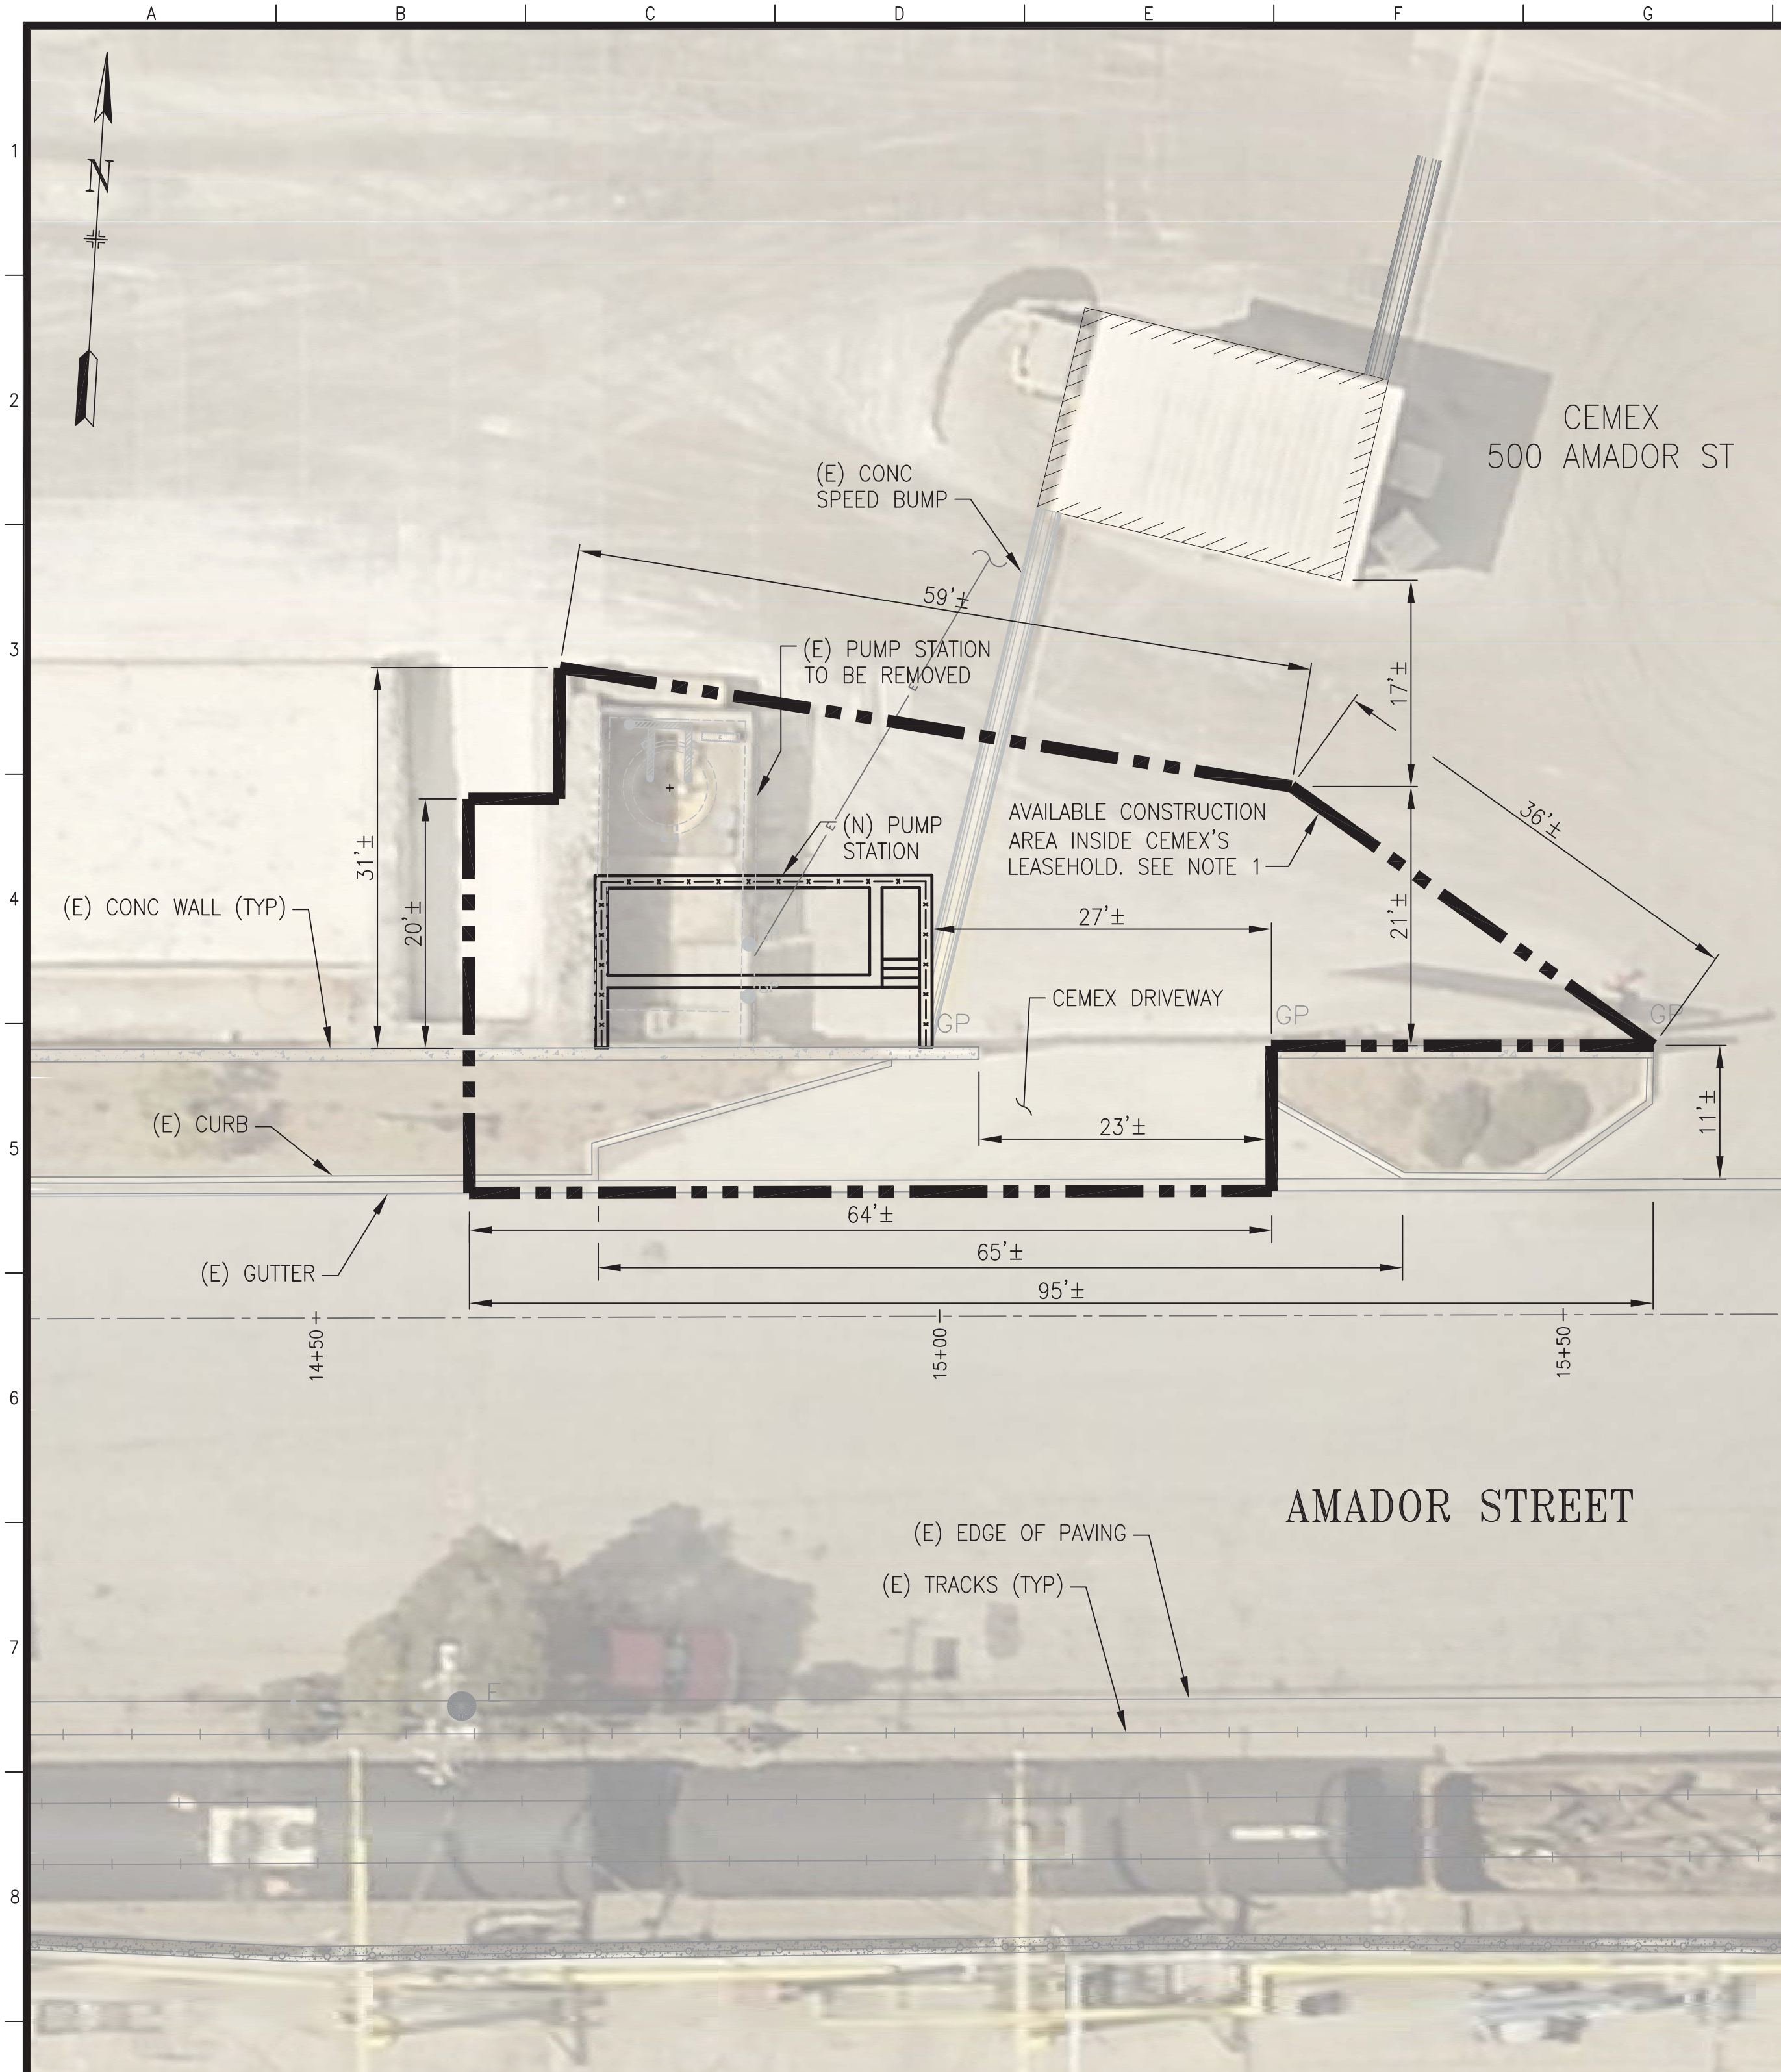 A B C D E F G
1
N
2
CEMEX
500 AMADOR ST
(E) CONC
SPEED BUMP
59'±
3
(E) PUMP STATION
TO BE REMOVED
E
17'±
AVAILABLE CONSTRUCTION
AREA INSIDE CEMEX'S
LEASEHOLD. SEE NOTE 1
36'±
(N) PUMP
STATION
E
31'±
20'±
4
(E) CONC WALL (TYP)
27'±
21'±
CEMEX DRIVEWAY
GP
GP
GP
(E) CURB
5
23'±
11'±
64'±
65'±
(E) GUTTER
95'±
14+50
15+00
15+50
6
AMADOR STREET
(E) EDGE OF PAVING
(E) TRACKS (TYP)
7
E
8